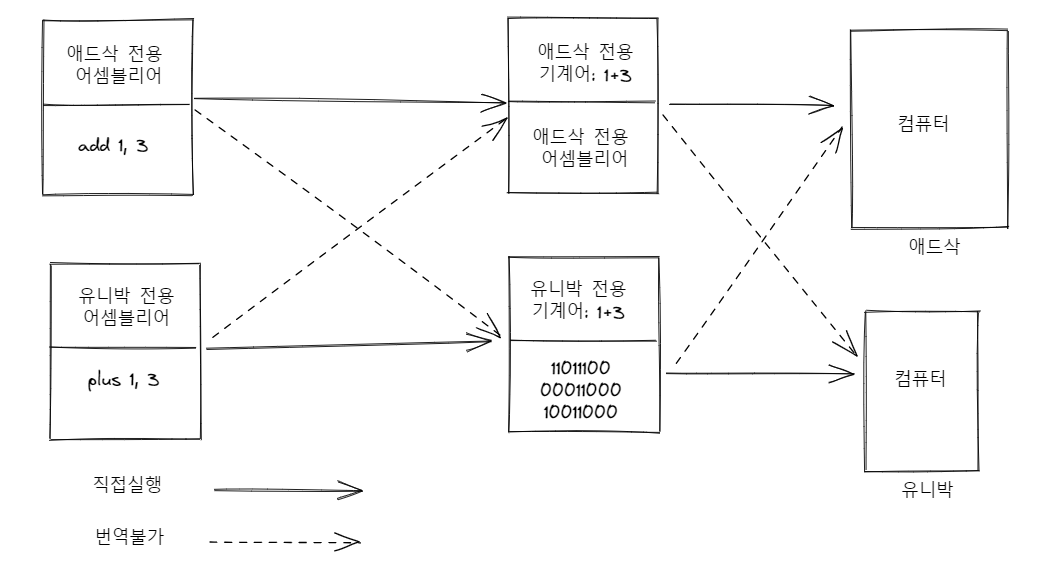 애드삭 전용
어셈블리어
add 1, 3
애드삭 전용
기계어: 1+3
애드삭 전용
어셈블리어
컴퓨터
애드삭
유니박 전용
어셈블리어
plus 1, 3
유니박 전용
기계어: 1+3
11011100
00011000
10011000
컴퓨터
유니박
직접실행
번역불가